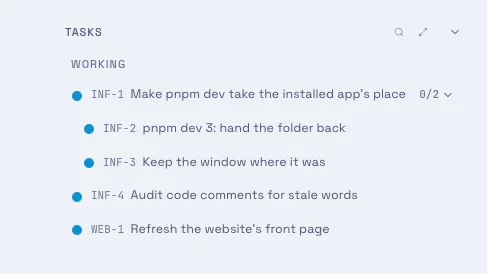 TASKS
WORKING
INF-1 Make pnpm dev take the installed app's place 0/2
INF-2 pnpm dev 3: hand the folder back
INF-3 Keep the window where it was
INF-4 Audit code comments for stale words
WEB-1 Refresh the website's front page